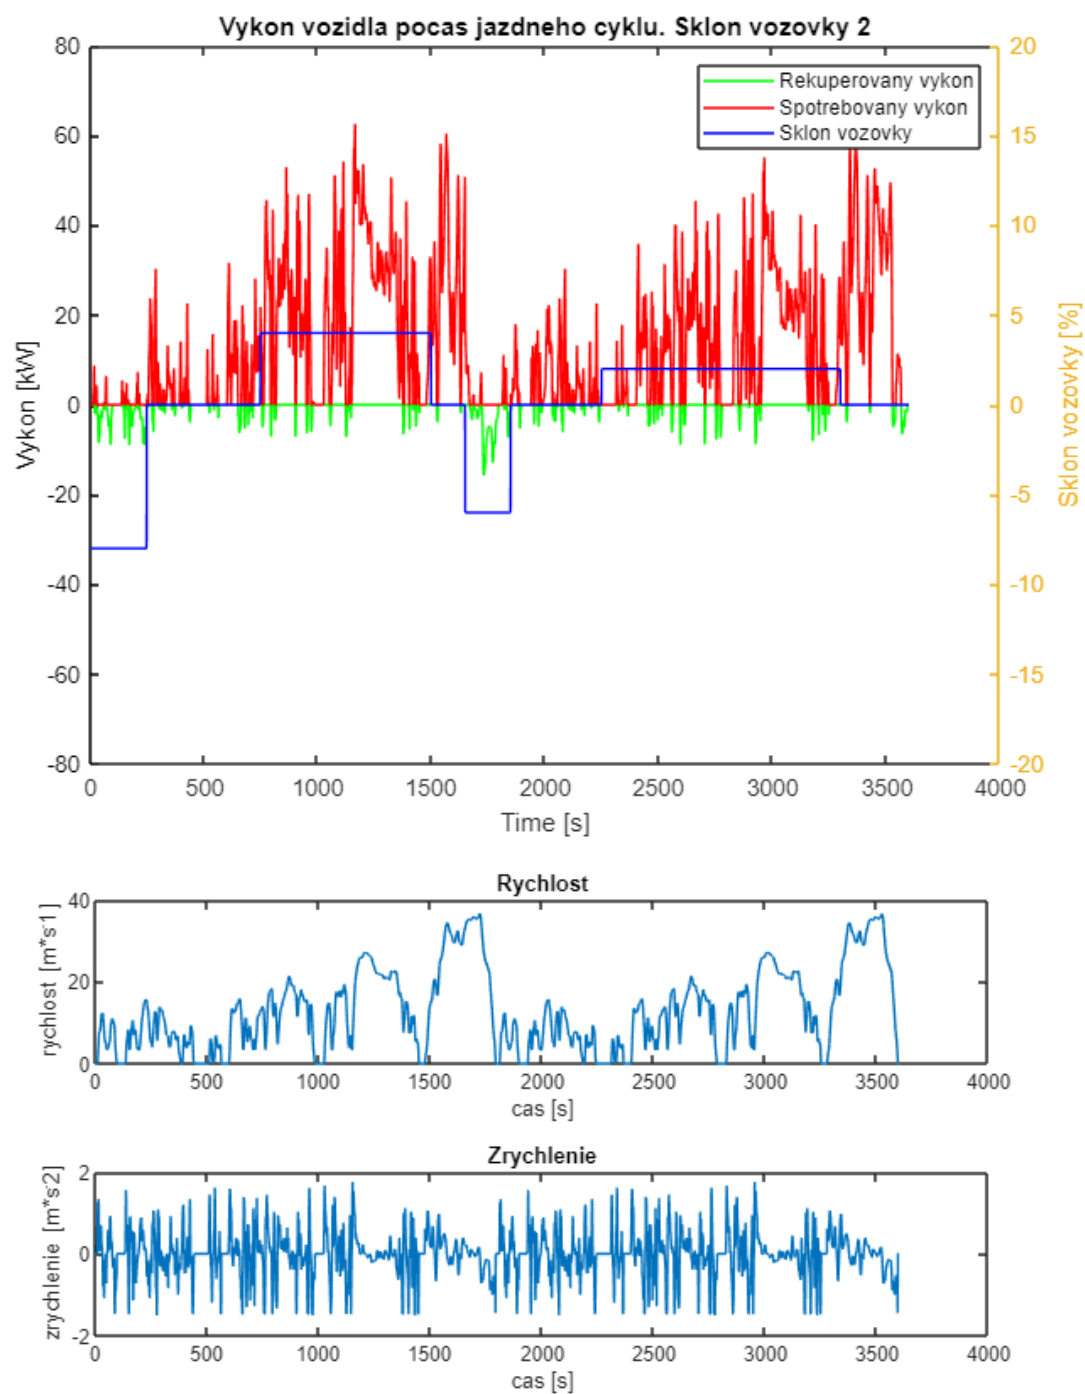 Vykon vozidla pocas jazdneho cyklu. Sklon vozovky 2
80
60
40
20
0
-20
-40
-60
-80
Vykon [kW]
Rekuperovany vykon
Spotrebovany vykon
Sklon vozovky
20
15
10
5
0
-5
-10
-15
-20
Sklon vozovky [%]
0 500 1000 1500 2000 2500 3000 3500 4000
Time [s]
Rychlost
40
20
0
rychlost [m*s-1]
0 500 1000 1500 2000 2500 3000 3500 4000
cas [s]
Zrychlenie
2
0
-2
zrychlenie [m*s-2]
0 500 1000 1500 2000 2500 3000 3500 4000
cas [s]